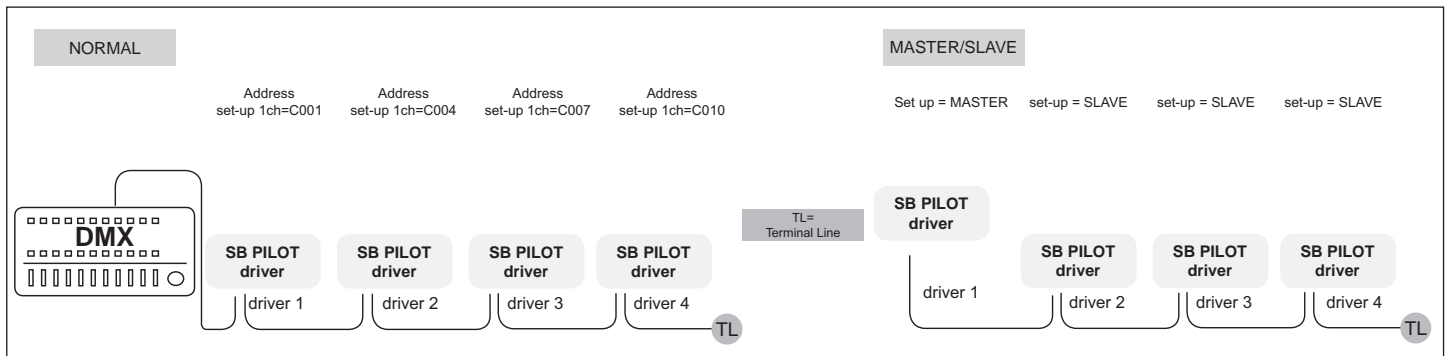 NORMAL
Address
set-up 1ch=C001
Address
set-up 1ch=C004
Address
set-up 1ch=C007
Address
set-up 1ch=C010
DMX
SB PILOT
driver
driver 1
SB PILOT
driver
driver 2
SB PILOT
driver
driver 3
SB PILOT
driver
driver 4
TL
TL=
Terminal Line
MASTER/SLAVE
Set up = MASTER
set-up = SLAVE
set-up = SLAVE
set-up = SLAVE
SB PILOT
driver
driver 1
SB PILOT
driver
driver 2
SB PILOT
driver
driver 3
SB PILOT
driver
driver 4
TL